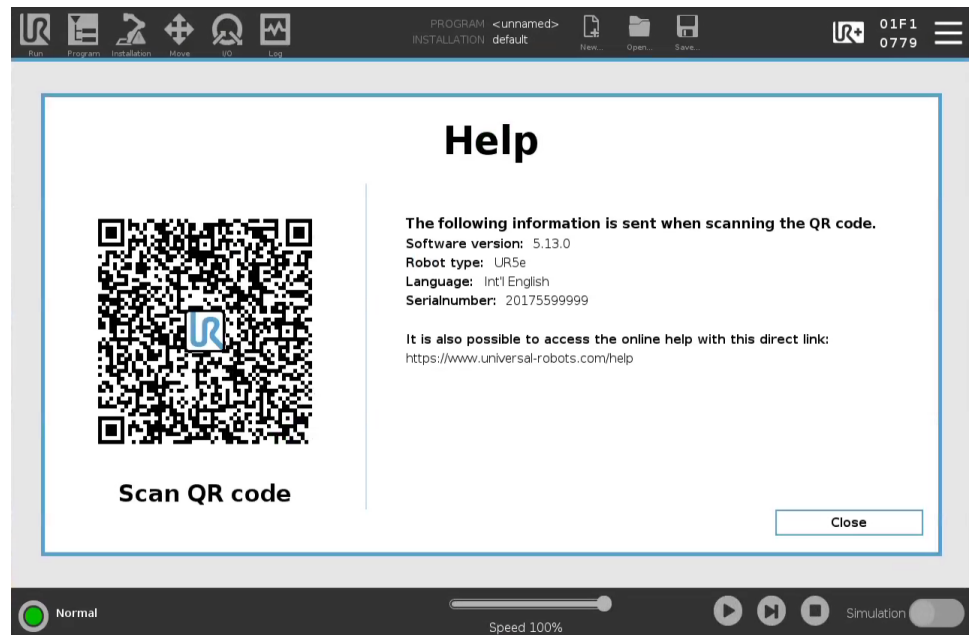 Run Program Installation Move I/O Log
PROGRAM <unnamed>
INSTALLATION default
New... Open... Save...
UR+
01F1
0779
Help
The following information is sent when scanning the QR code.
Software version: 5.13.0
Robot type: UR5e
Language: Int'l English
Serialnumber: 20175599999
It is also possible to access the online help with this direct link:
https://www.universal-robots.com/help
UR
Scan QR code
Close
Normal
Speed 100%
Simulation